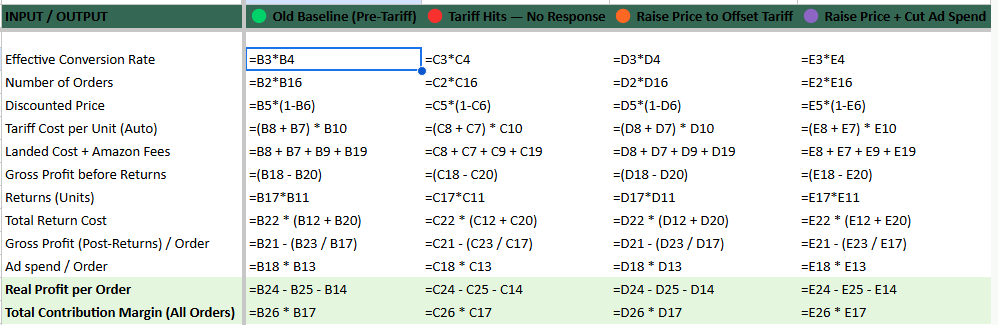 INPUT / OUTPUT Old Baseline (Pre-Tariff) Tariff Hits — No Response Raise Price to Offset Tariff Raise Price + Cut Ad Spend
Effective Conversion Rate =B3*B4 =C3*C4 =D3*D4 =E3*E4
Number of Orders =B2*B16 =C2*C16 =D2*D16 =E2*E16
Discounted Price =B5*(1-B6) =C5*(1-C6) =D5*(1-D6) =E5*(1-E6)
Tariff Cost per Unit (Auto) =(B8 + B7) * B10 =(C8 + C7) * C10 =(D8 + D7) * D10 =(E8 + E7) * E10
Landed Cost + Amazon Fees =B8 + B7 + B9 + B19 =C8 + C7 + C9 + C19 =D8 + D7 + D9 + D19 =E8 + E7 + E9 + E19
Gross Profit before Returns =(B18 - B20) =(C18 - C20) =(D18 - D20) =(E18 - E20)
Returns (Units) =B17*B11 =C17*C11 =D17*D11 =E17*E11
Total Return Cost =B22 * (B12 + B20) =C22 * (C12 + C20) =D22 * (D12 + D20) =E22 * (E12 + E20)
Gross Profit (Post-Returns) / Order =B21 - (B23 / B17) =C21 - (C23 / C17) =D21 - (D23 / D17) =E21 - (E23 / E17)
Ad spend / Order =B18 * B13 =C18 * C13 =D18 * D13 =E18 * E13
Real Profit per Order =B24 - B25 - B14 =C24 - C25 - C14 =D24 - D25 - D14 =E24 - E25 - E14
Total Contribution Margin (All Orders) =B26 * B17 =C26 * C17 =D26 * D17 =E26 * E17